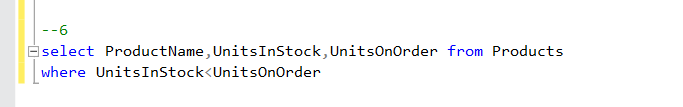 --6
select ProductName,UnitsInStock,UnitsOnOrder from Products
where UnitsInStock<UnitsOnOrder